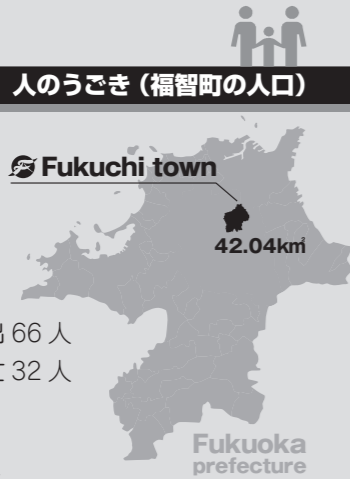 人のうごき（福智町の人口）
Fukuchi town
42.04km²
66人
32人
Fukuoka
prefecture